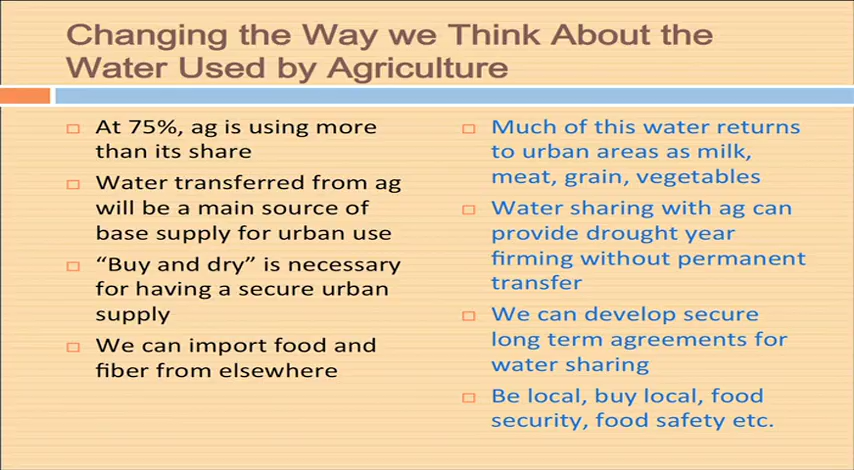 Changing the Way we Think About the
Water Used by Agriculture
At 75%, ag is using more
than its share
Water transferred from ag
will be a main source of
base supply for urban use
“Buy and dry” is necessary
for having a secure urban
supply
We can import food and
fiber from elsewhere
Much of this water returns
to urban areas as milk,
meat, grain, vegetables
Water sharing with ag can
provide drought year
firming without permanent
transfer
We can develop secure
long term agreements for
water sharing
Be local, buy local, food
security, food safety etc.